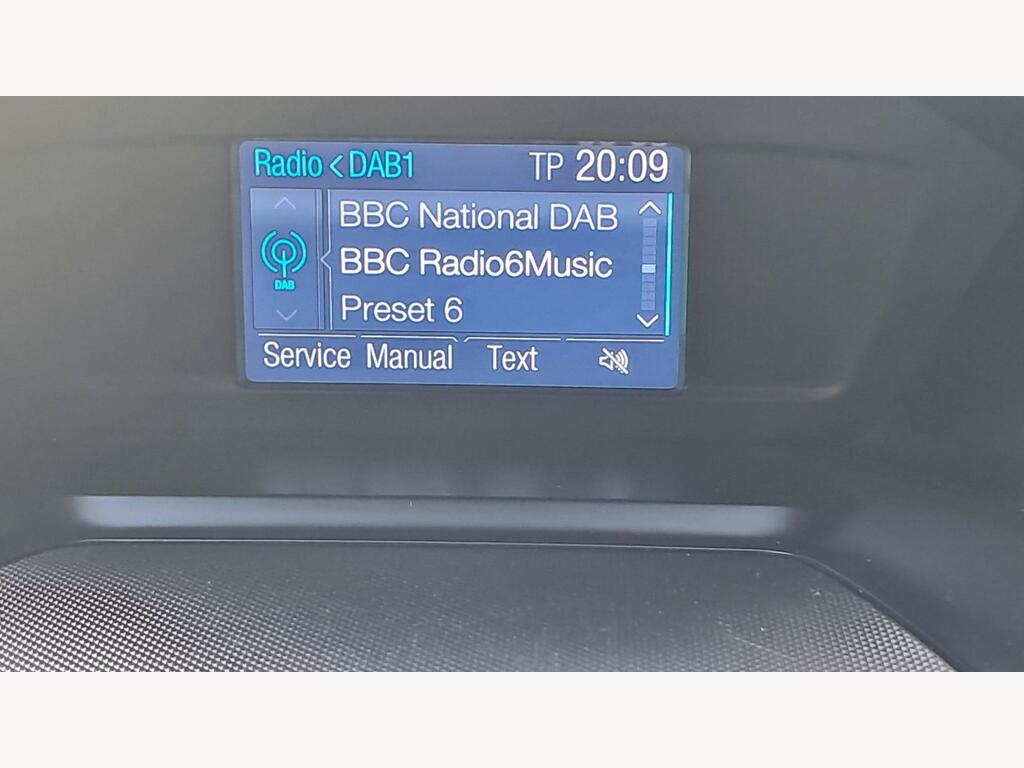 Radio < DAB1 TP 20:09
BBC National DAB
BBC Radio6Music
DAB
Preset 6
Service Manual Text